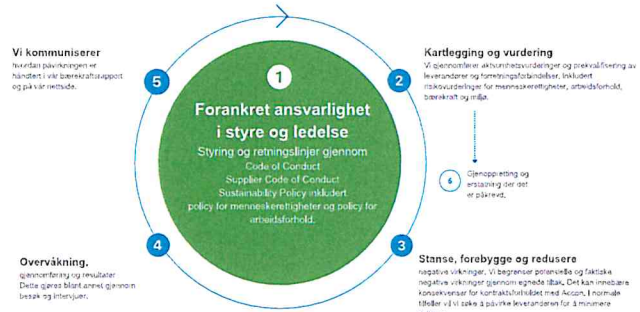 1
Forankret ansvarlighet
i styre og ledelse
Styring og retningslinjer gjennom
Code of Conduct
Supplier Code of Conduct
Sustainability Policy inkludert
policy for menneskerettigheter og policy for
arbeidsforhold.
2
Kartlegging og vurdering
Vi gjennomfører aktsomhetsvurderinger og prekvalifisering av
leverandører og forretningsforbindelser. Inkludert
risikovurderinger for menneskerettigheter, arbeidsforhold,
bærekraft og miljø.
6
Gjenoppretting og
erstatning der det
er påkrevd.
3
Stanse, forebygge og redusere
negative virkninger. Vi begrenser potensielle og faktiske
negative virkninger gjennom egnede tiltak. Det kan innebære
konsekvenser for kontraktsforholdet med Accon. I normale
tilfeller vil vi søke å påvirke leverandøren for å minimere
4
Overvåkning,
gjennomføring og resultater
Dette gjøres blant annet gjennom
besøk og intervjuer.
5
Vi kommuniserer
hvordan påvirkningen er
håndtert i vår bærekraftsrapport
og på vår nettside.